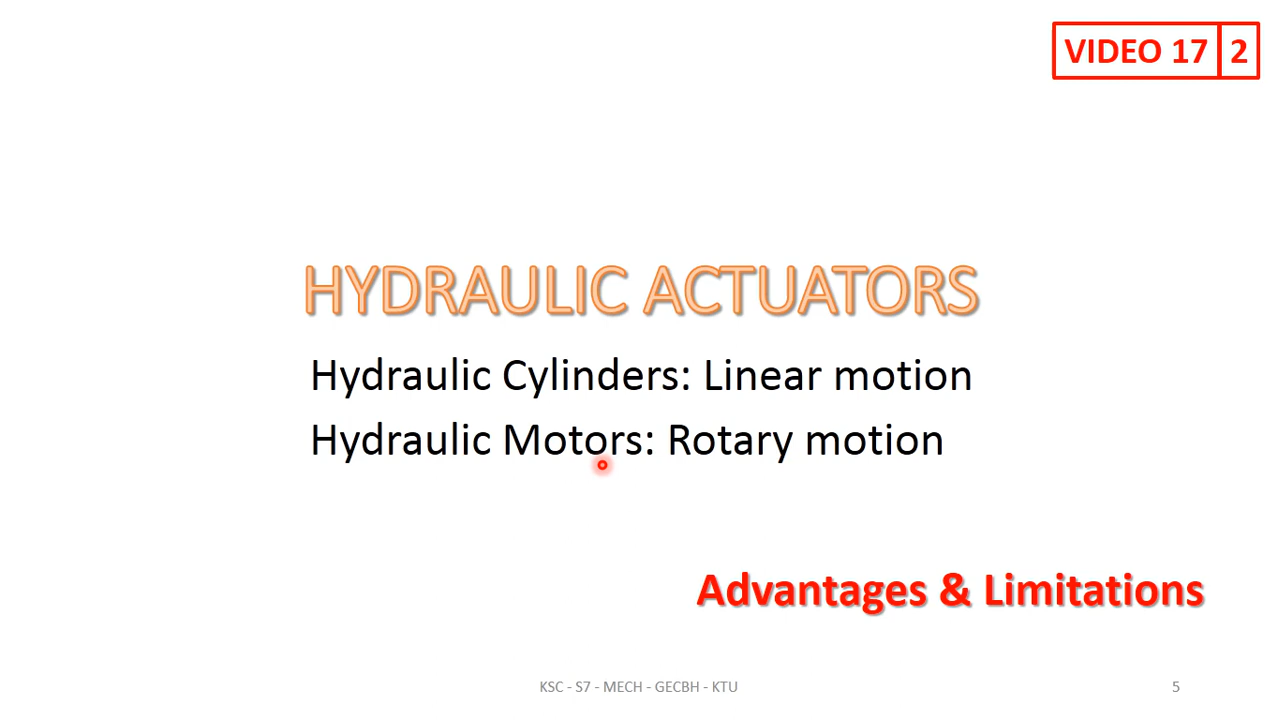 VIDEO 17 2
HYDRAULIC ACTUATORS
Hydraulic Cylinders: Linear motion
Hydraulic Motors: Rotary motion
Advantages & Limitations
KSC - S7 - MECH - GECBH - KTU
5